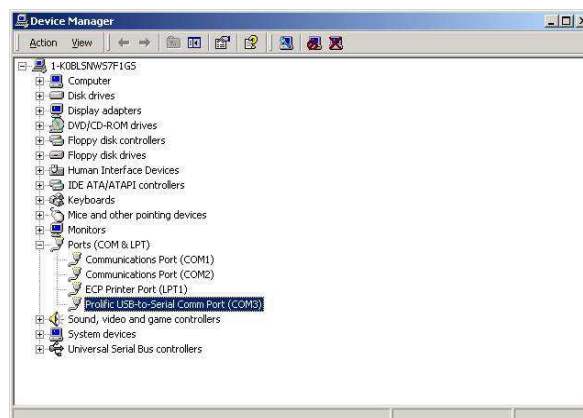 Device Manager
Action View
1-K0BLSNWS7F1GS
Computer
Disk drives
Display adapters
DVD/CD-ROM drives
Floppy disk controllers
Floppy disk drives
Human Interface Devices
IDE ATA/ATAPI controllers
Keyboards
Mice and other pointing devices
Monitors
Ports (COM & LPT)
Communications Port (COM1)
Communications Port (COM2)
ECP Printer Port (LPT1)
Prolific USB-to-Serial Comm Port (COM3)
Sound, video and game controllers
System devices
Universal Serial Bus controllers